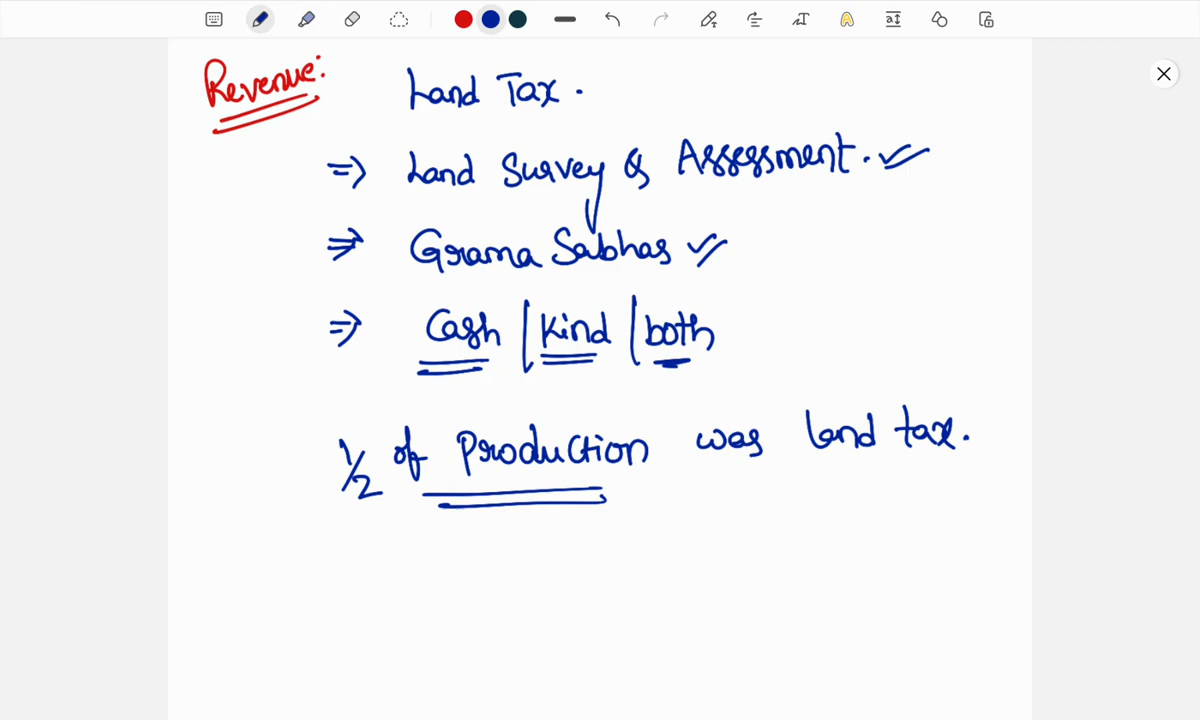 Revenue: Land Tax.
=> Land Survey & Assessment.
=> Grama Sabhas
=> Cash | Kind | both
1/2 of Production was land tax.